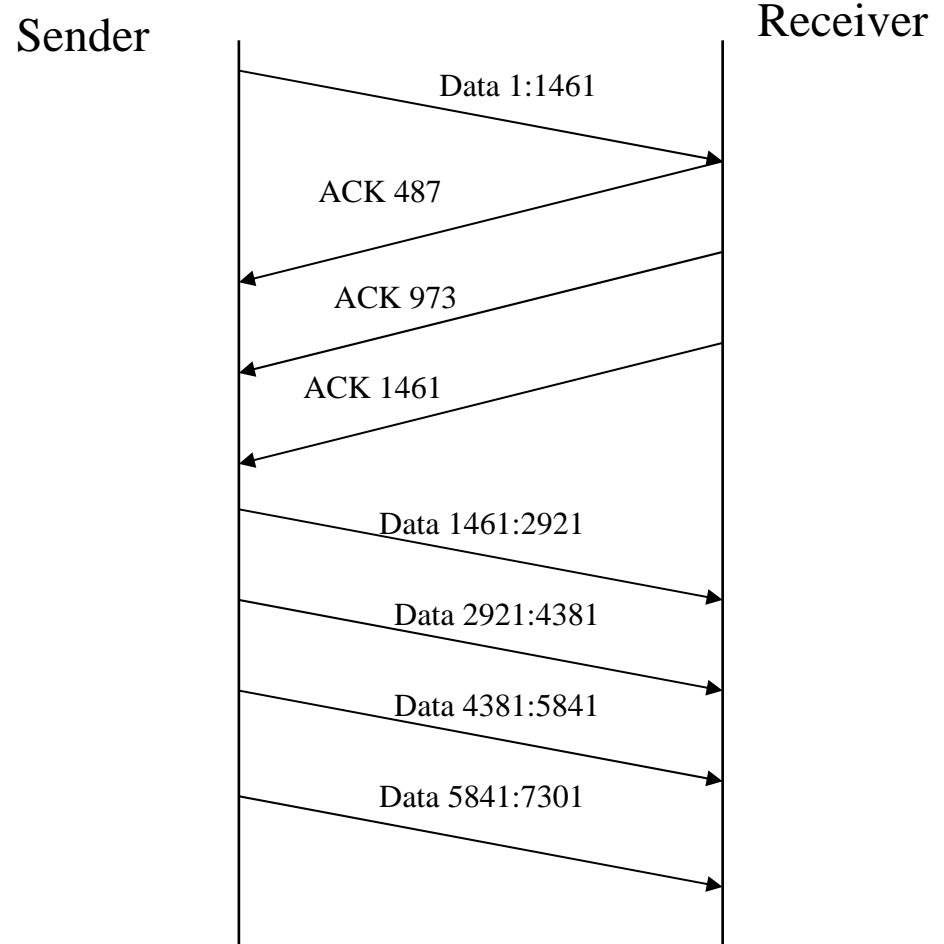 Sender
Receiver
Data 1:1461
ACK 487
ACK 973
ACK 1461
Data 1461:2921
Data 2921:4381
Data 4381:5841
Data 5841:7301